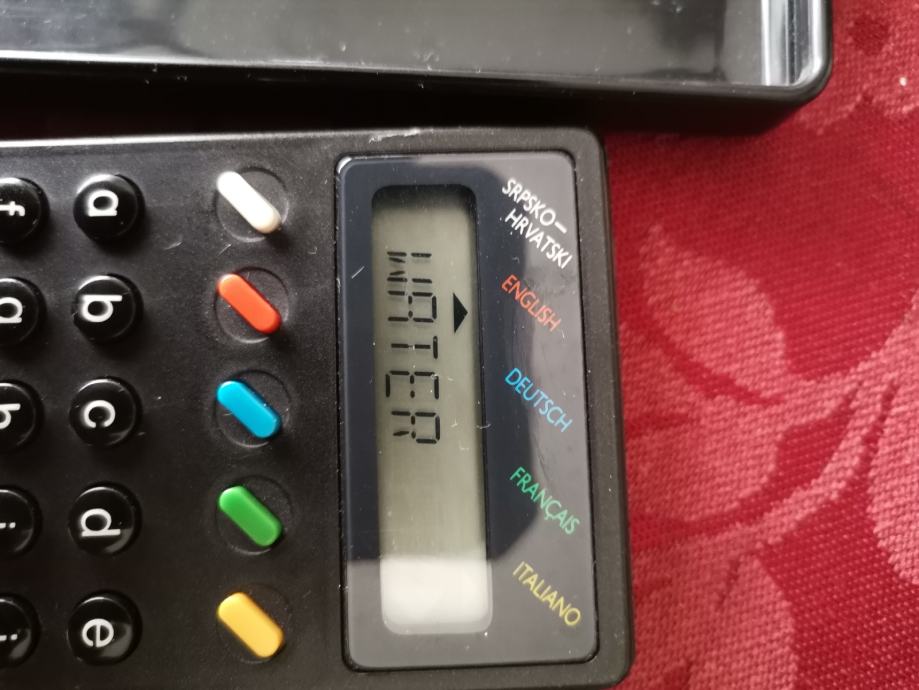 SRPSKO–
HRVATSKI
ENGLISH
DEUTSCH
FRANÇAIS
ITALIANO
WATER
a b c d e
f g h i j